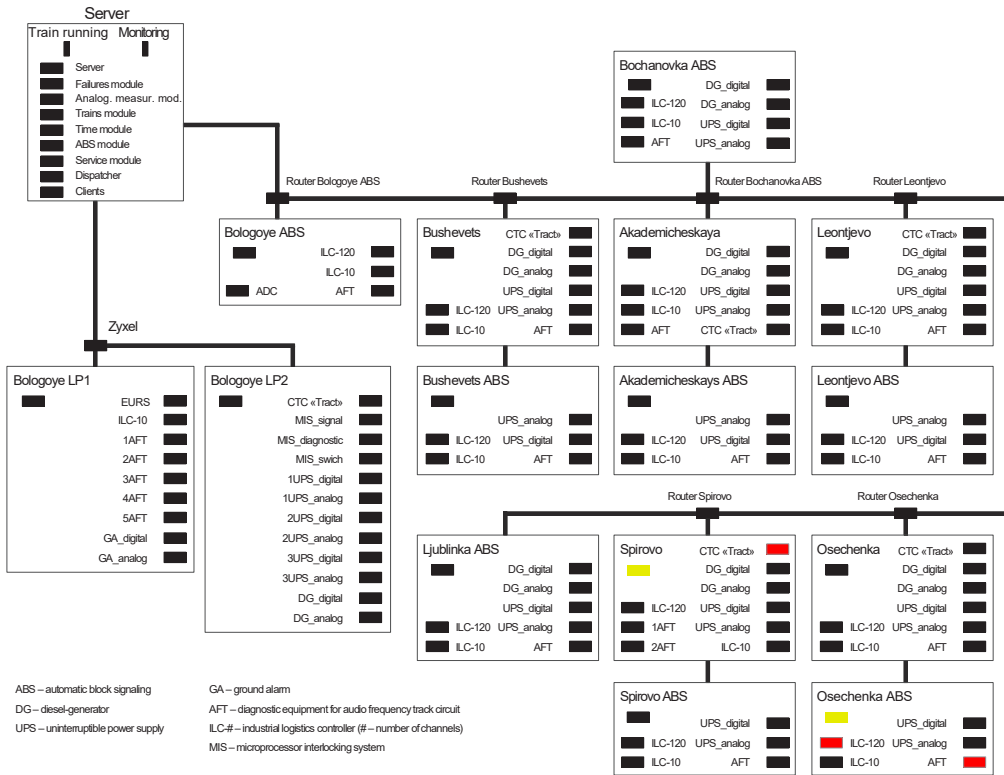 Server
Train running Monitoring
Server
Failures module
Analog. measur. mod.
Trains module
Time module
ABS module
Service module
Dispatcher
Clients
Bochanovka ABS
DG_digital
ILC-120 DG_analog
ILC-10 UPS_digital
AFT UPS_analog
Router Bologoye ABS
Router Bushevets
Router Bochanovka ABS
Router Leontjevo
Bologoye ABS
ILC-120
ILC-10
ADC AFT
Bushevets CTC «Tract»
DG_digital
DG_analog
UPS_digital
ILC-120 UPS_analog
ILC-10 AFT
Akademicheskaya
DG_digital
DG_analog
ILC-120 UPS_digital
ILC-10 UPS_analog
AFT CTC «Tract»
Leontjevo CTC «Tract»
DG_digital
DG_analog
UPS_digital
ILC-120 UPS_analog
ILC-10 AFT
Zyxel
Bologoye LP1
EURS
ILC-10
1AFT
2AFT
3AFT
4AFT
5AFT
GA_digital
GA_analog
Bologoye LP2
CTC «Tract»
MIS_signal
MIS_diagnostic
MIS_swich
1UPS_digital
1UPS_analog
2UPS_digital
2UPS_analog
3UPS_digital
3UPS_analog
DG_digital
DG_analog
Bushevets ABS
UPS_analog
ILC-120 UPS_digital
ILC-10 AFT
Akademicheskays ABS
UPS_analog
ILC-120 UPS_digital
ILC-10 AFT
Leontjevo ABS
UPS_analog
ILC-120 UPS_digital
ILC-10 AFT
Router Spirovo
Router Osechenka
Ljublinka ABS
DG_digital
DG_analog
UPS_digital
ILC-120 UPS_analog
ILC-10 AFT
Spirovo CTC «Tract»
DG_digital
DG_analog
ILC-120 UPS_digital
1AFT UPS_analog
2AFT ILC-10
Osechenka CTC «Tract»
DG_digital
DG_analog
UPS_digital
ILC-120 UPS_analog
ILC-10 AFT
Spirovo ABS
UPS_digital
ILC-120 UPS_analog
ILC-10 AFT
Osechenka ABS
UPS_digital
ILC-120 UPS_analog
ILC-10 AFT
ABS – automatic block signaling
DG – diesel-generator
UPS – uninterruptible power supply
GA – ground alarm
AFT – diagnostic equipment for audio frequency track circuit
ILC-# – industrial logistics controller (# – number of channels)
MIS – microprocessor interlocking system